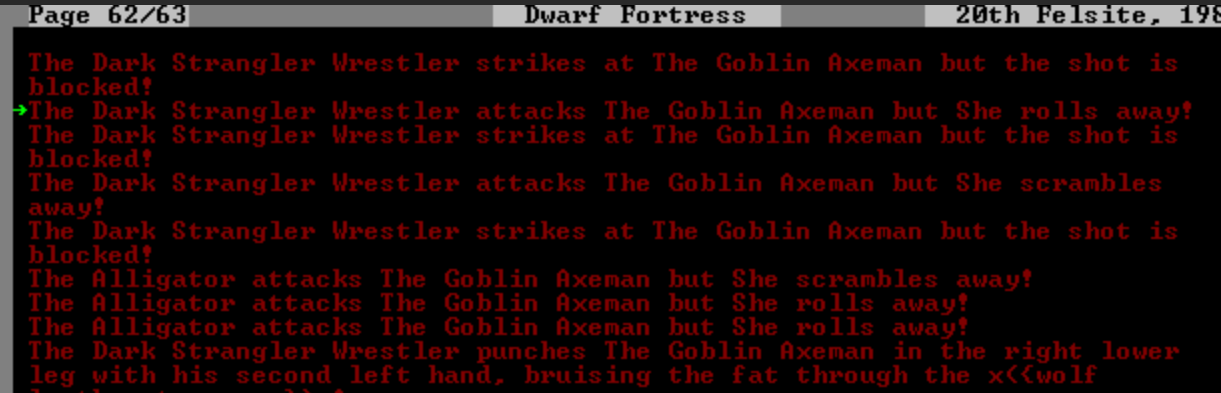 Page 62/63 Dwarf Fortress 20th Felsite, 198
The Dark Strangler Wrestler strikes at The Goblin Axeman but the shot is
blocked!
→The Dark Strangler Wrestler attacks The Goblin Axeman but She rolls away!
The Dark Strangler Wrestler strikes at The Goblin Axeman but the shot is
blocked!
The Dark Strangler Wrestler attacks The Goblin Axeman but She scrambles
away!
The Dark Strangler Wrestler strikes at The Goblin Axeman but the shot is
blocked!
The Alligator attacks The Goblin Axeman but She scrambles away!
The Alligator attacks The Goblin Axeman but She rolls away!
The Alligator attacks The Goblin Axeman but She rolls away!
The Dark Strangler Wrestler punches The Goblin Axeman in the right lower
leg with his second left hand, bruising the fat through the x<<wolf